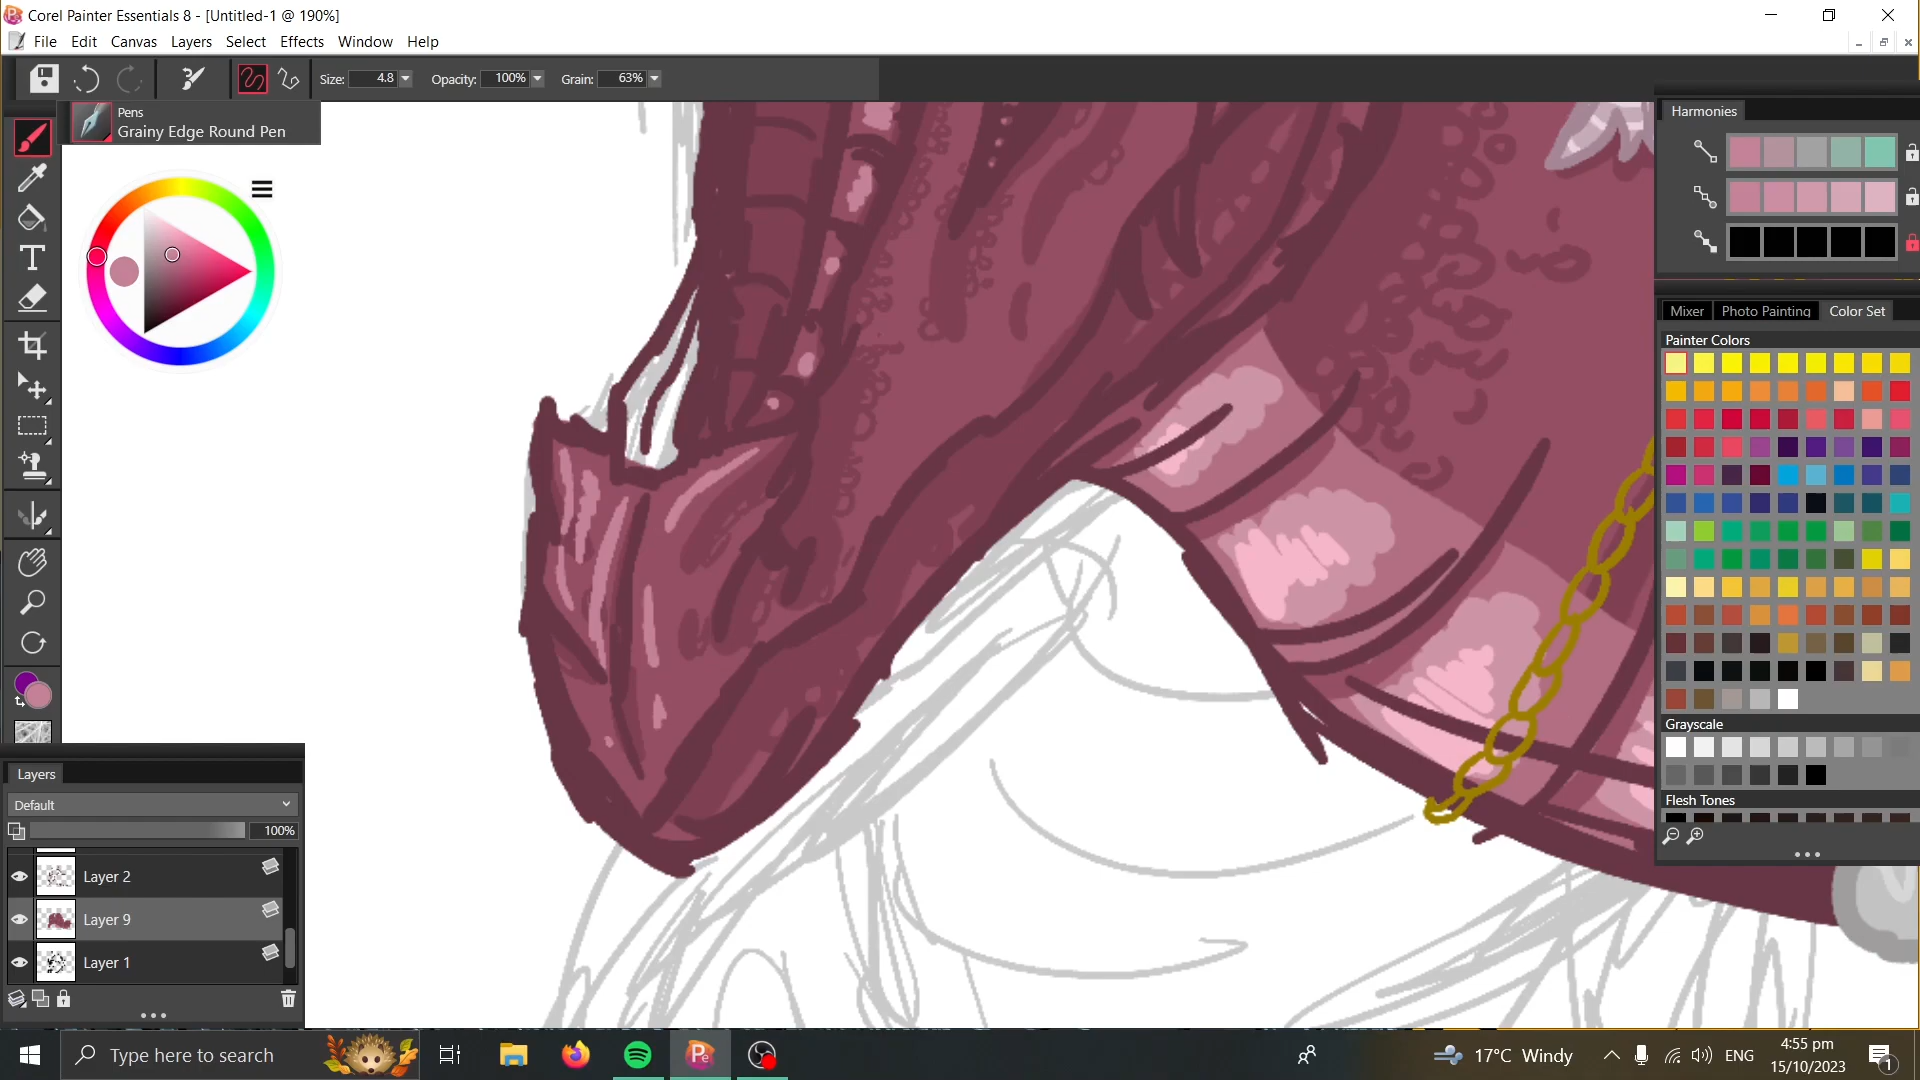 Corel Painter Essentials 8 - [Untitled-1 @ 190%]
File Edit Canvas Layers Select Effects Window Help
Size: 4.8 Opacity: 100% Grain: 63%
Pens
Grainy Edge Round Pen
Harmonies
Mixer Photo Painting Color Set
Painter Colors
Grayscale
Flesh Tones
Layers
Default
100%
Layer 2
Layer 9
Layer 1
Type here to search
17°C Windy
ENG
4:55 pm
15/10/2023
1